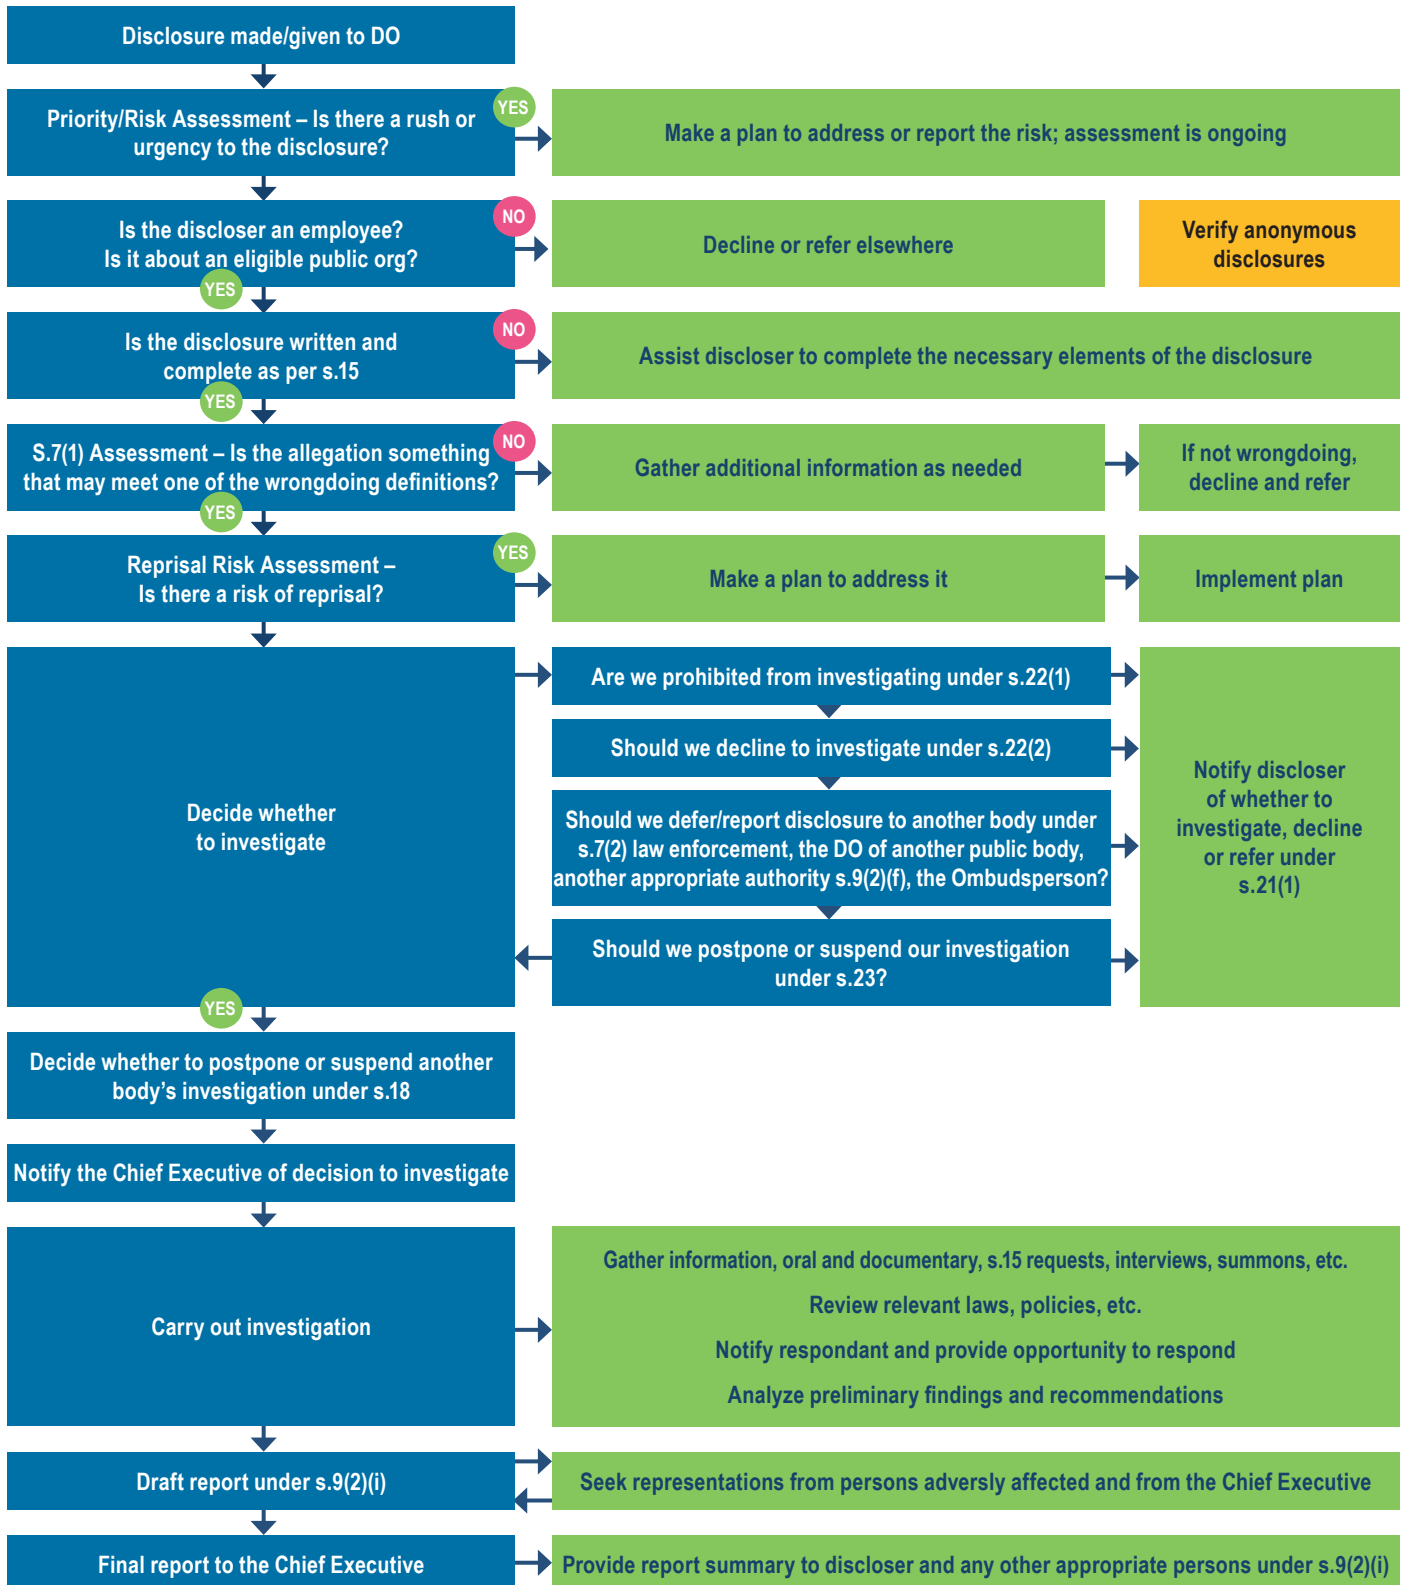 Disclosure made/given to DO
Priority/Risk Assessment – Is there a rush or
urgency to the disclosure?
YES
Make a plan to address or report the risk; assessment is ongoing
Is the discloser an employee?
Is it about an eligible public org?
NO
YES
Decline or refer elsewhere
Verify anonymous
disclosures
Is the disclosure written and
complete as per s.15
NO
YES
Assist discloser to complete the necessary elements of the disclosure
S.7(1) Assessment – Is the allegation something
that may meet one of the wrongdoing definitions?
NO
YES
Gather additional information as needed
If not wrongdoing,
decline and refer
Reprisal Risk Assessment –
Is there a risk of reprisal?
YES
Make a plan to address it
Implement plan
Decide whether
to investigate
YES
Are we prohibited from investigating under s.22(1)
Should we decline to investigate under s.22(2)
Should we defer/report disclosure to another body under
s.7(2) law enforcement, the DO of another public body,
another appropriate authority s.9(2)(f), the Ombudsperson?
Should we postpone or suspend our investigation
under s.23?
Notify discloser
of whether to
investigate, decline
or refer under
s.21(1)
Decide whether to postpone or suspend another
body’s investigation under s.18
Notify the Chief Executive of decision to investigate
Carry out investigation
Gather information, oral and documentary, s.15 requests, interviews, summons, etc.
Review relevant laws, policies, etc.
Notify respondant and provide opportunity to respond
Analyze preliminary findings and recommendations
Draft report under s.9(2)(i)
Seek representations from persons adversly affected and from the Chief Executive
Final report to the Chief Executive
Provide report summary to discloser and any other appropriate persons under s.9(2)(i)